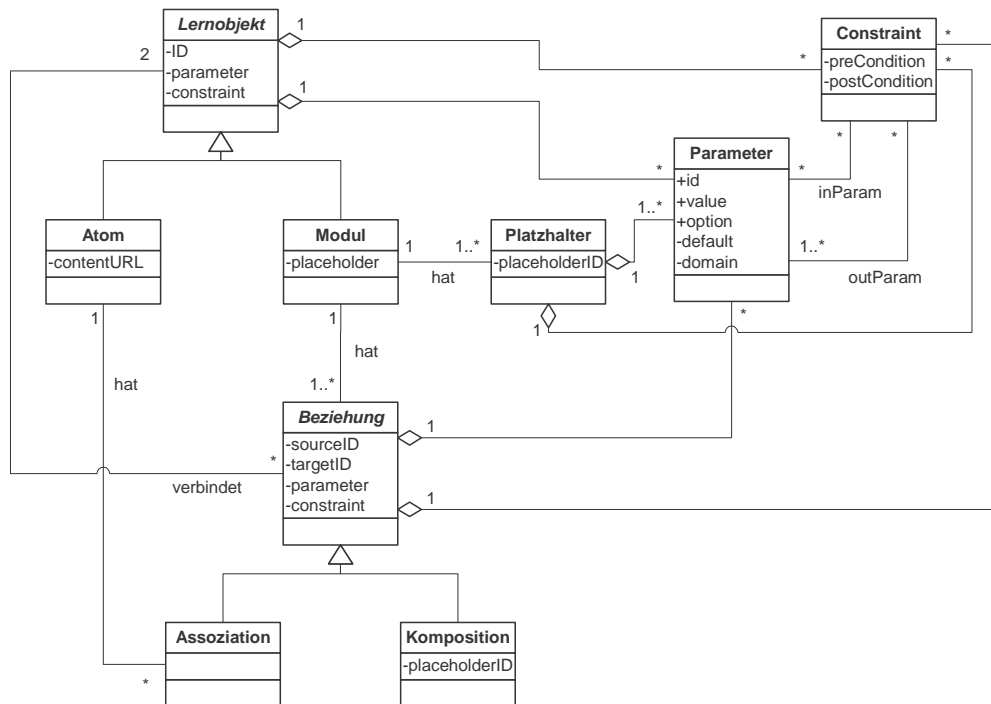 Lernobjekt
-ID
-parameter
-constraint
1
1
2
Constraint
-preCondition
-postCondition
*
*
*
*
*
Parameter
+id
+value
+option
-default
-domain
*
*
inParam
1..*
1..*
outParam
*
Atom
-contentURL
1
Modul
-placeholder
1
1..*
hat
1
Platzhalter
-placeholderID
1
1
hat
hat
1..*
Beziehung
-sourceID
-targetID
-parameter
-constraint
1
1
*
verbindet
Assoziation
*
Komposition
-placeholderID